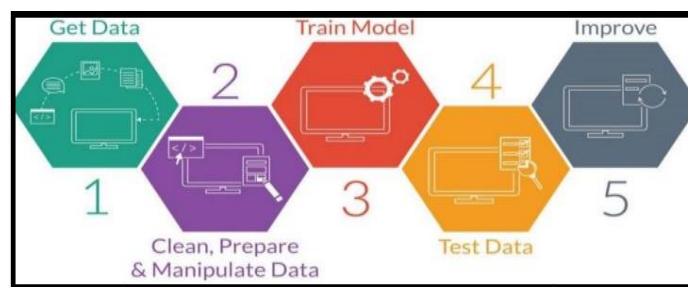 Get Data
1
2
Clean, Prepare
& Manipulate Data
Train Model
3
4
Test Data
Improve
5